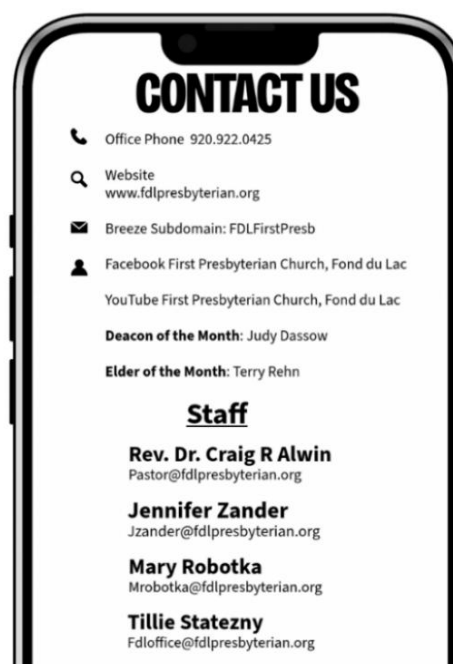 CONTACT US
Office Phone 920.922.0425
Website
www.fdlpresbyterian.org
Breeze Subdomain: FDLFirstPresb
Facebook First Presbyterian Church, Fond du Lac
YouTube First Presbyterian Church, Fond du Lac
Deacon of the Month: Judy Dassow
Elder of the Month: Terry Rehn
Staff
Rev. Dr. Craig R Alwin
Pastor@fdlpresbyterian.org
Jennifer Zander
Jzander@fdlpresbyterian.org
Mary Robotka
Mrobotka@fdlpresbyterian.org
Tillie Statezny
Fdloffice@fdlpresbyterian.org